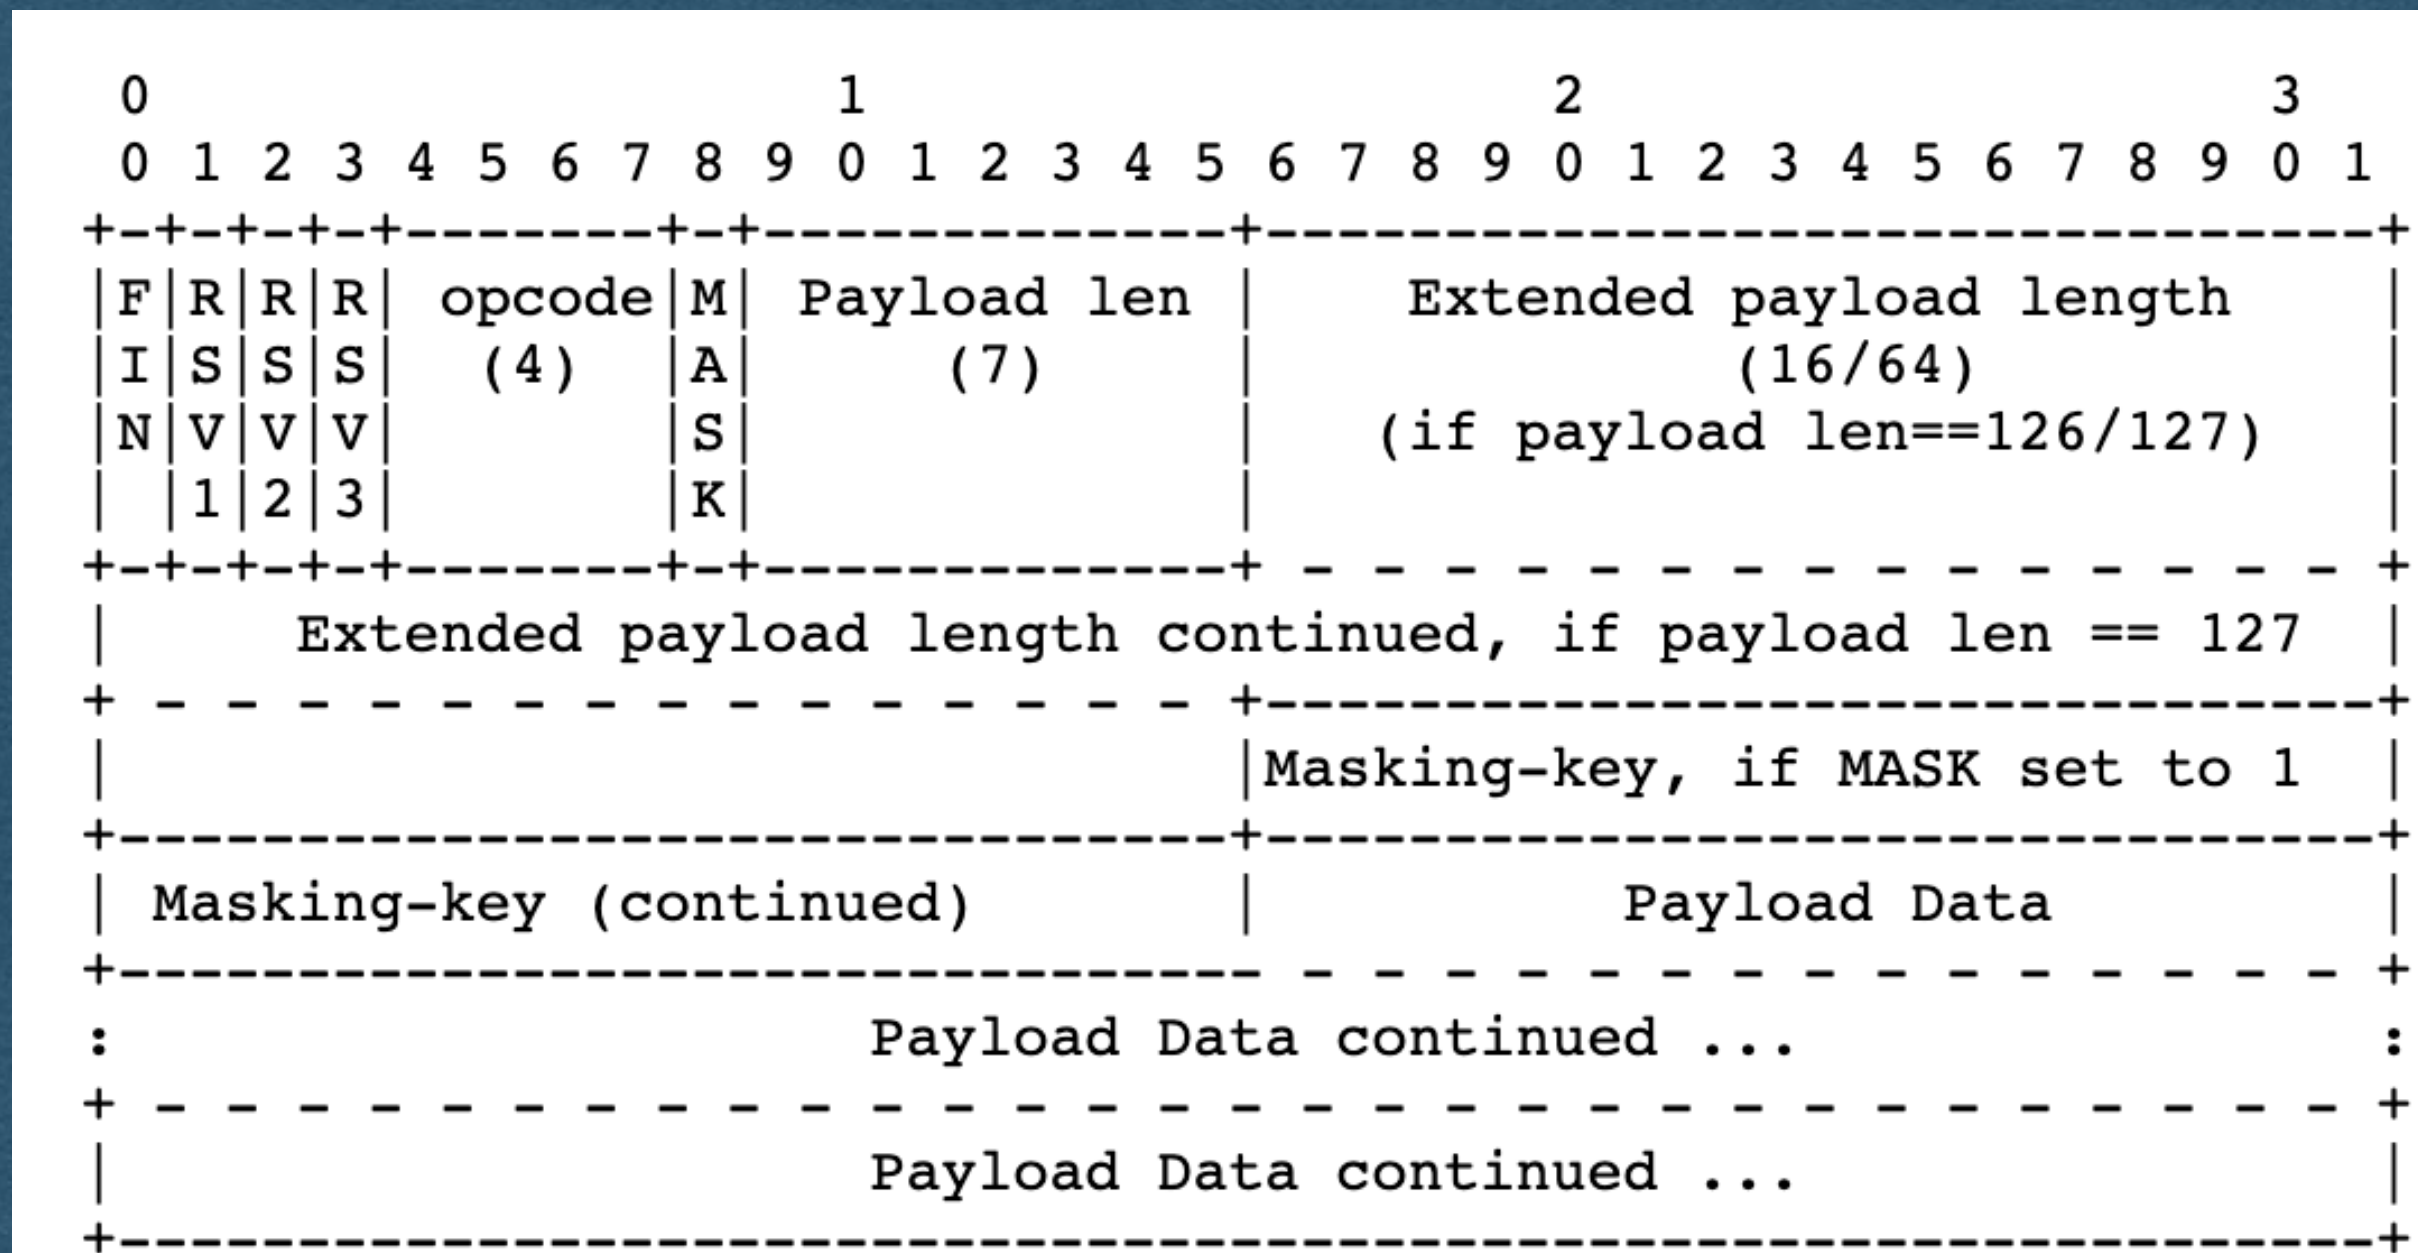 0                   1                   2                   3
 0 1 2 3 4 5 6 7 8 9 0 1 2 3 4 5 6 7 8 9 0 1 2 3 4 5 6 7 8 9 0 1
+-+-+-+-+-------+-+-------------+-------------------------------+
|F|R|R|R| opcode|M| Payload len |    Extended payload length    |
|I|S|S|S|  (4)  |A|     (7)     |             (16/64)           |
|N|V|V|V|       |S|             |   (if payload len==126/127)   |
| |1|2|3|       |K|             |                               |
+-+-+-+-+-------+-+-------------+ - - - - - - - - - - - - - - - +
|     Extended payload length continued, if payload len == 127  |
+ - - - - - - - - - - - - - - - +-------------------------------+
|                               |Masking-key, if MASK set to 1  |
+-------------------------------+-------------------------------+
| Masking-key (continued)       |          Payload Data         |
+-------------------------------- - - - - - - - - - - - - - - - +
:                     Payload Data continued ...                :
+ - - - - - - - - - - - - - - - - - - - - - - - - - - - - - - - +
|                     Payload Data continued ...                |
+---------------------------------------------------------------+